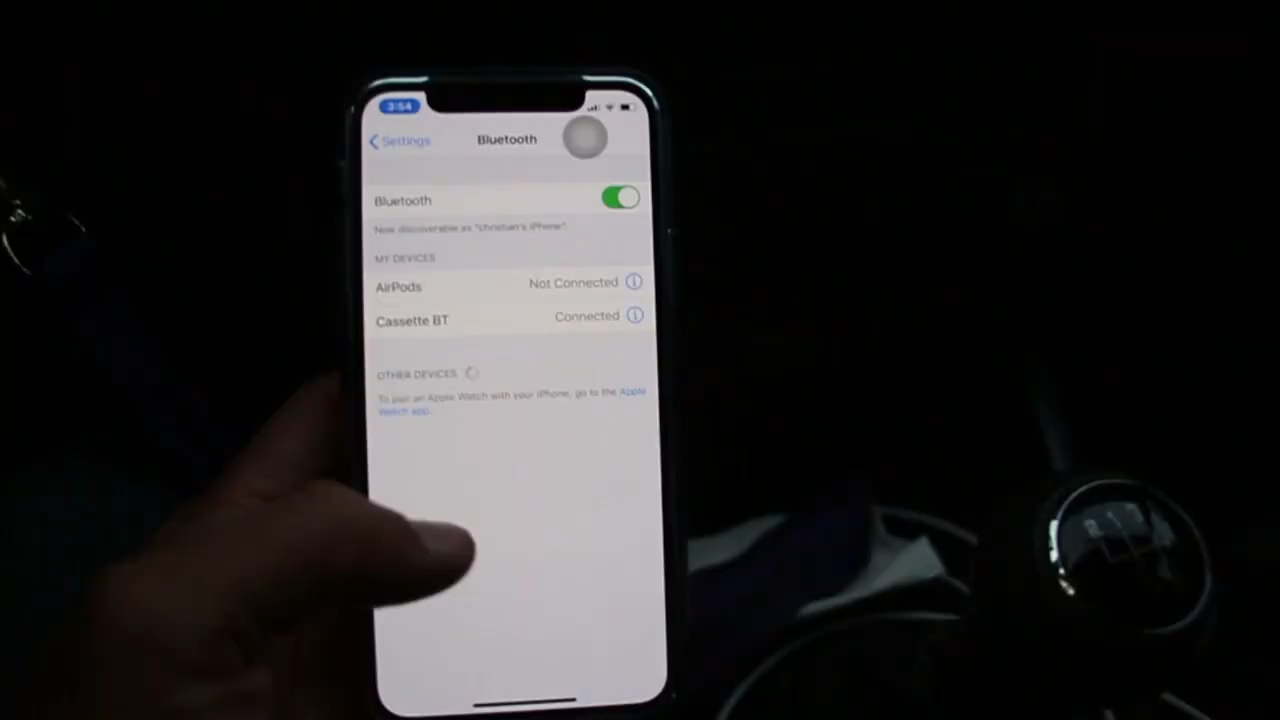 3:54
Settings
Bluetooth
Bluetooth
Now discoverable as "christian's iPhone".
MY DEVICES
AirPods Not Connected
Cassette BT Connected
OTHER DEVICES
To pair an Apple Watch with your iPhone, go to the Apple
Watch app.